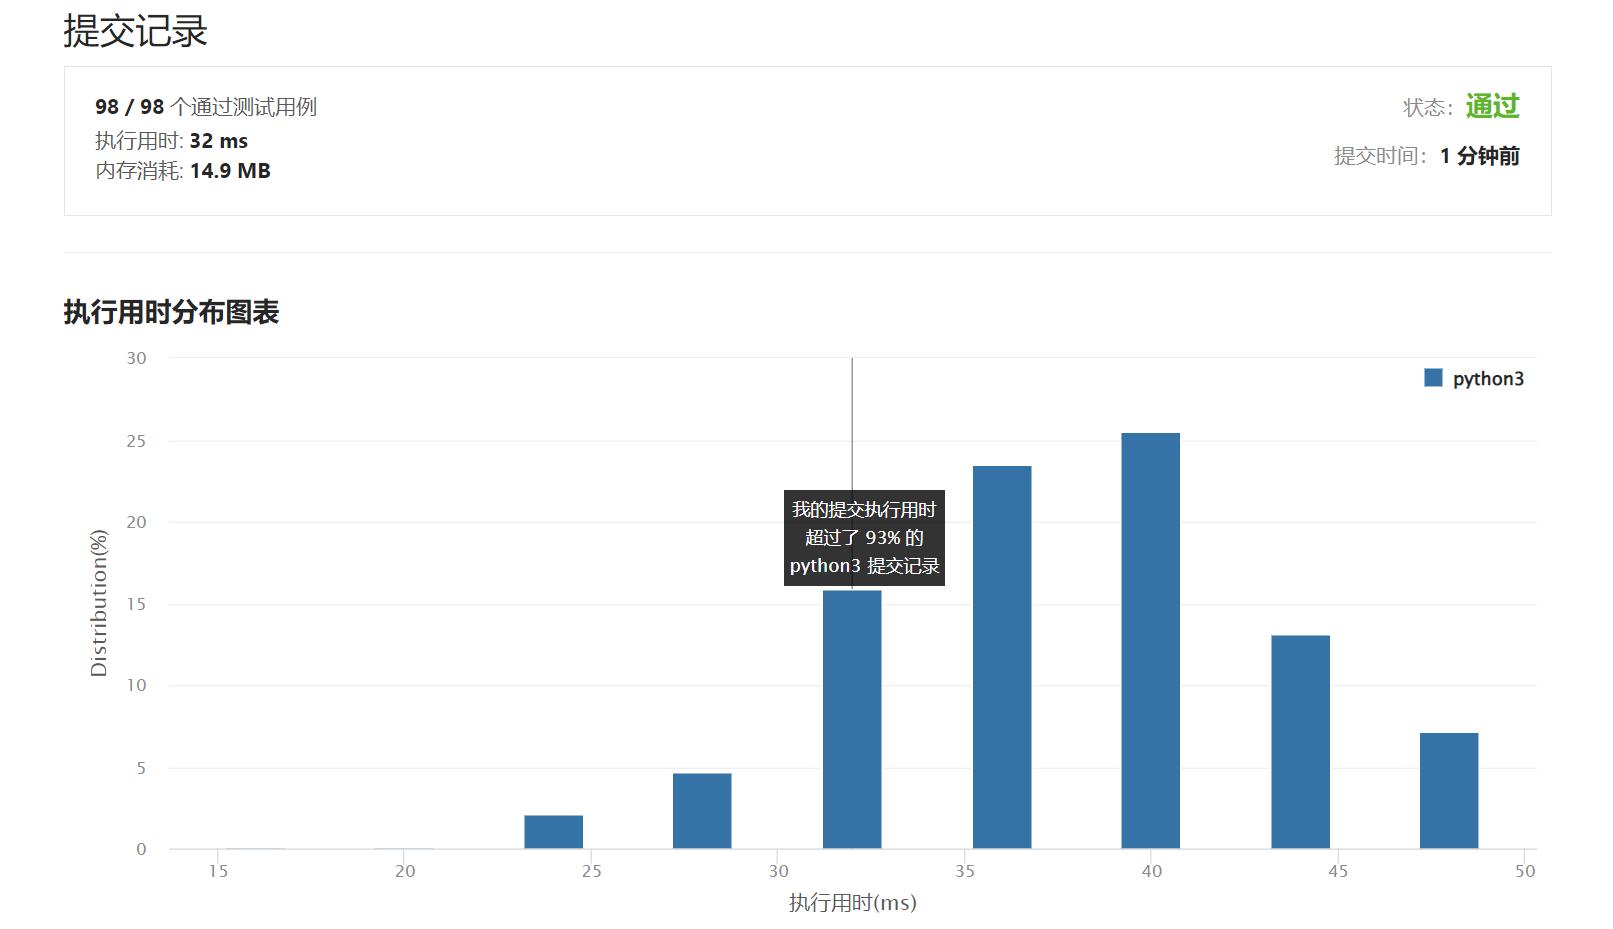 提交记录
98 / 98 个通过测试用例
状态：通过
执行用时: 32 ms
提交时间：1 分钟前
内存消耗: 14.9 MB
执行用时分布图表
30
python3
25
我的提交执行用时
超过了 93% 的
python3 提交记录
20
15
10
5
0
Distribution(%)
15 20 25 30 35 40 45 50
执行用时(ms)